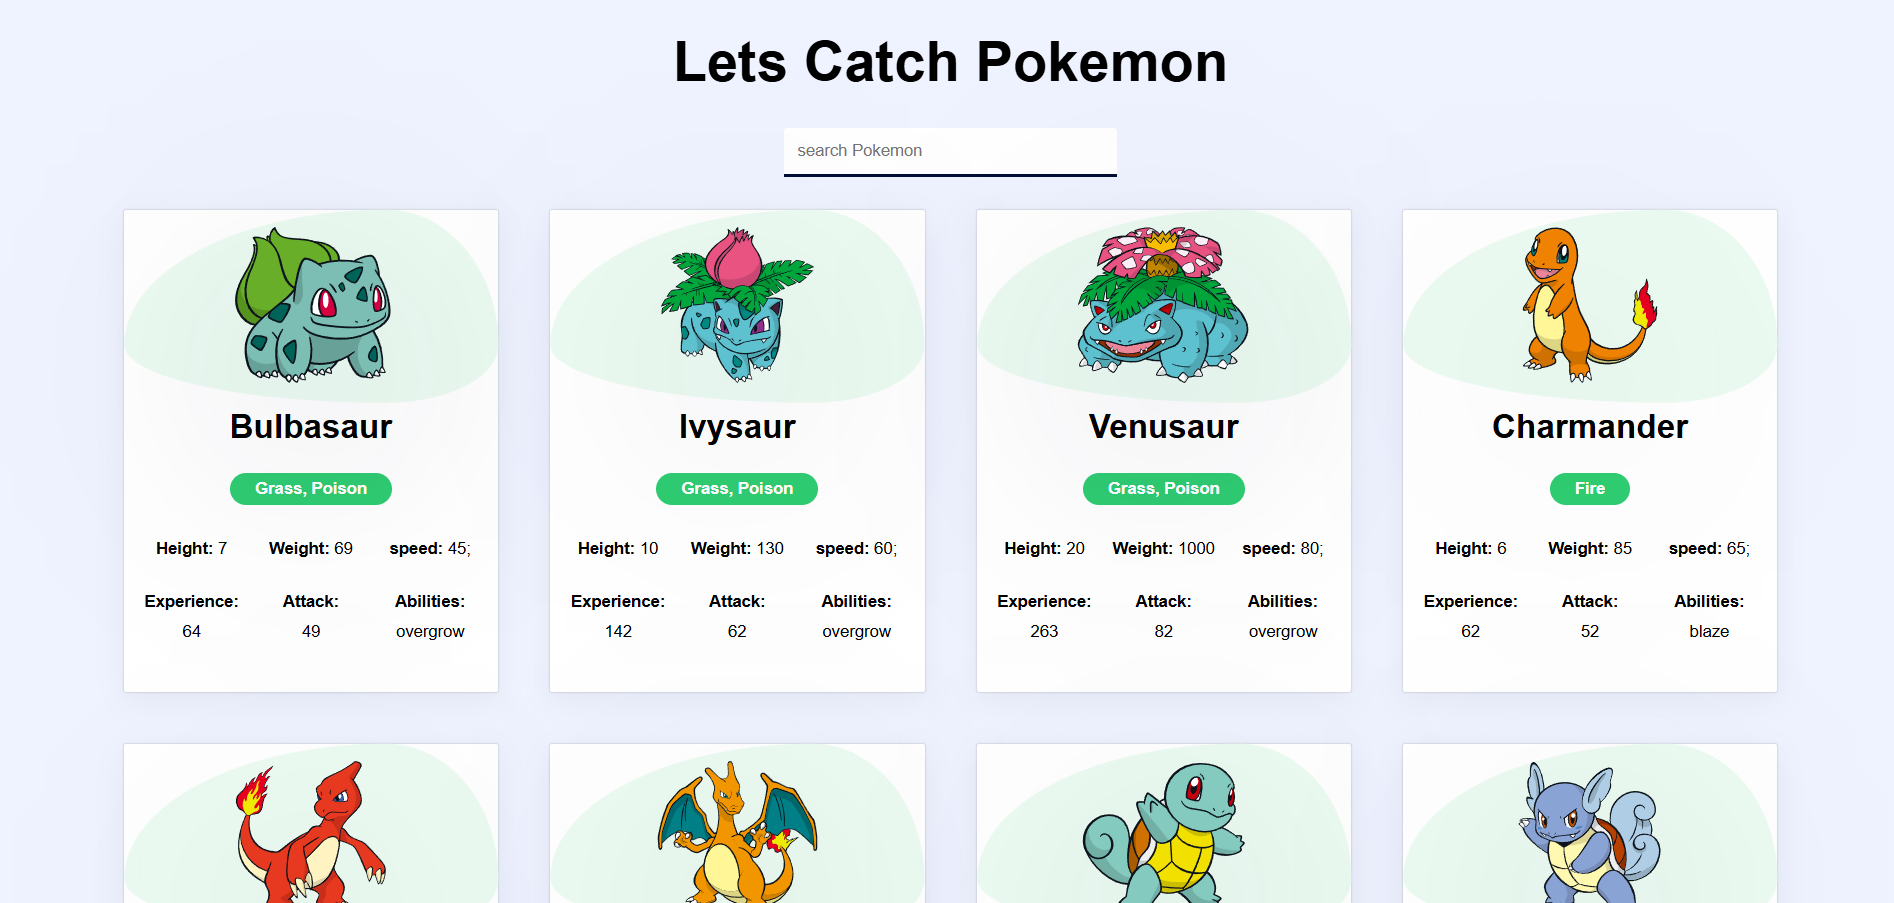 Lets Catch Pokemon
search Pokemon
Bulbasaur
Grass, Poison
Height: 7 Weight: 69 speed: 45;
Experience: Attack: Abilities:
64 49 overgrow
Ivysaur
Grass, Poison
Height: 10 Weight: 130 speed: 60;
Experience: Attack: Abilities:
142 62 overgrow
Venusaur
Grass, Poison
Height: 20 Weight: 1000 speed: 80;
Experience: Attack: Abilities:
263 82 overgrow
Charmander
Fire
Height: 6 Weight: 85 speed: 65;
Experience: Attack: Abilities:
62 52 blaze